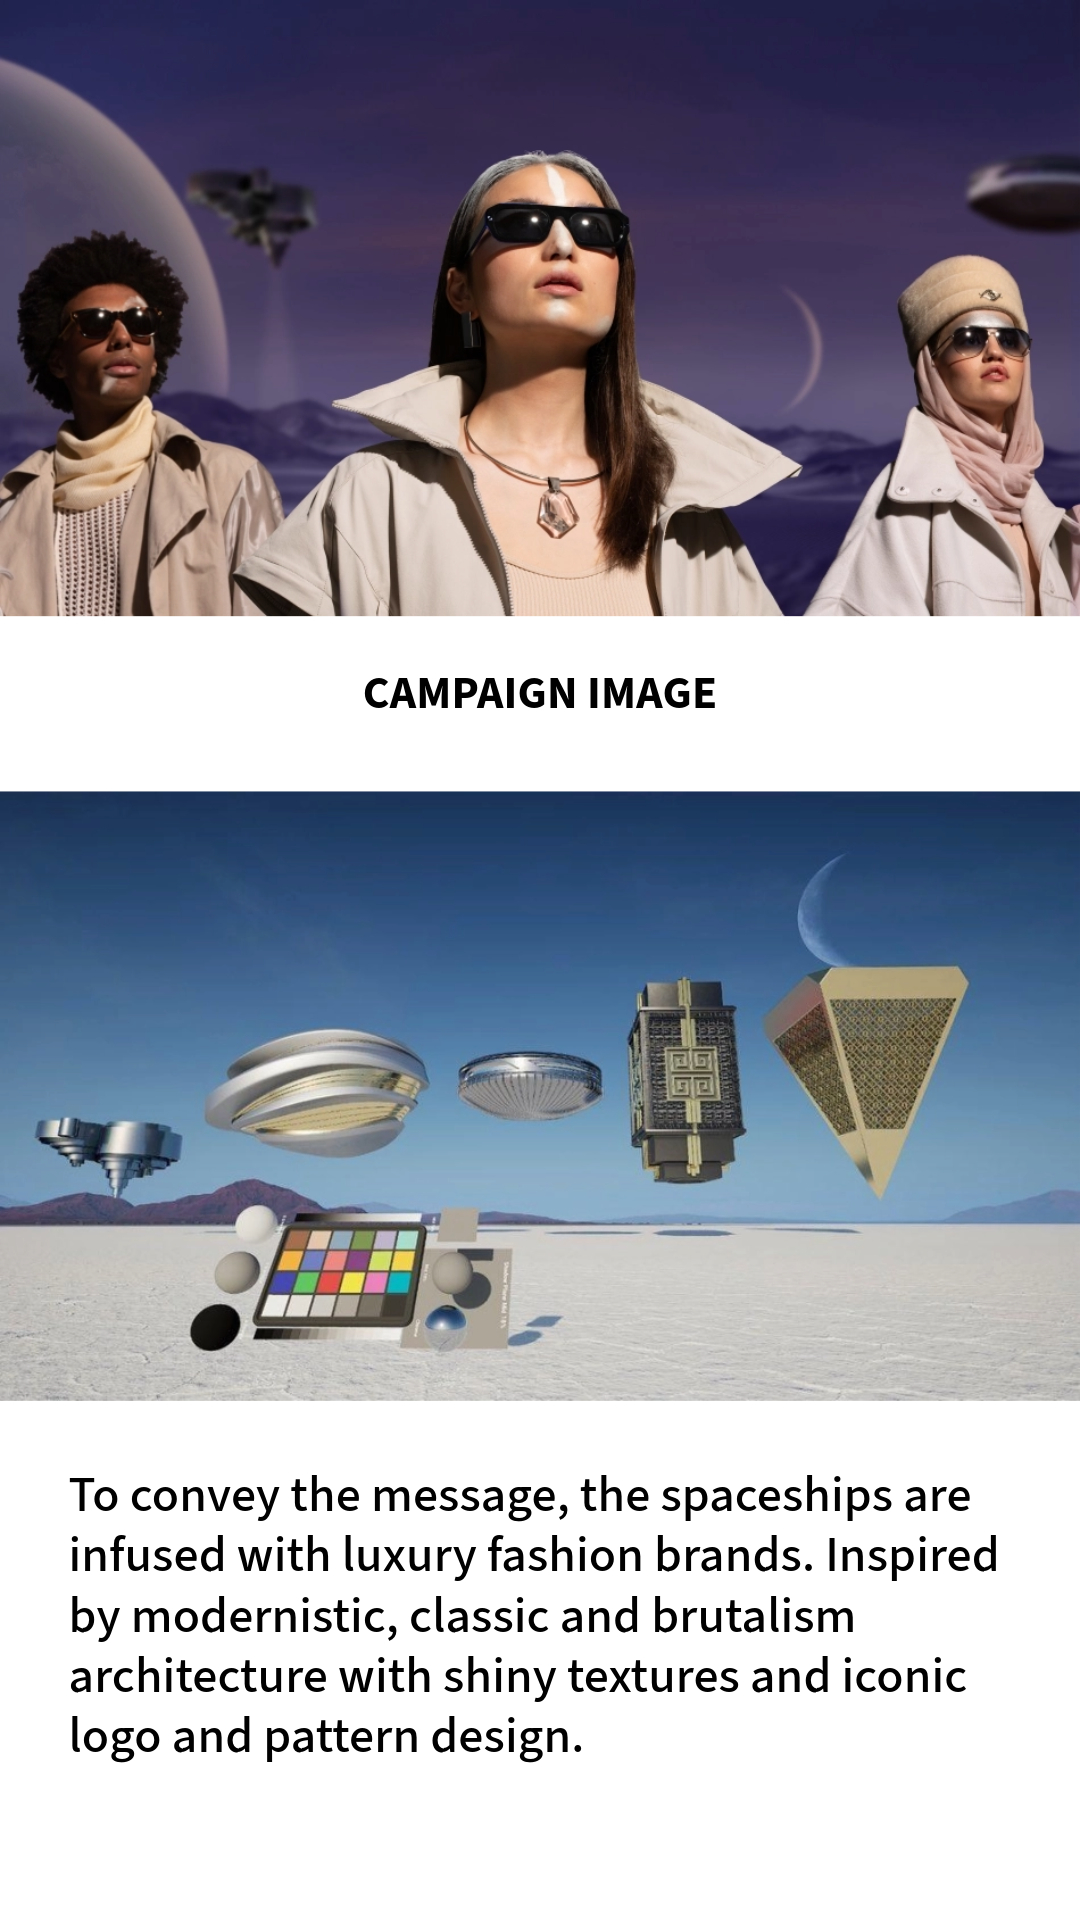 CAMPAIGN IMAGE
To convey the message, the spaceships are
infused with luxury fashion brands. Inspired
by modernistic, classic and brutalism
architecture with shiny textures and iconic
logo and pattern design.